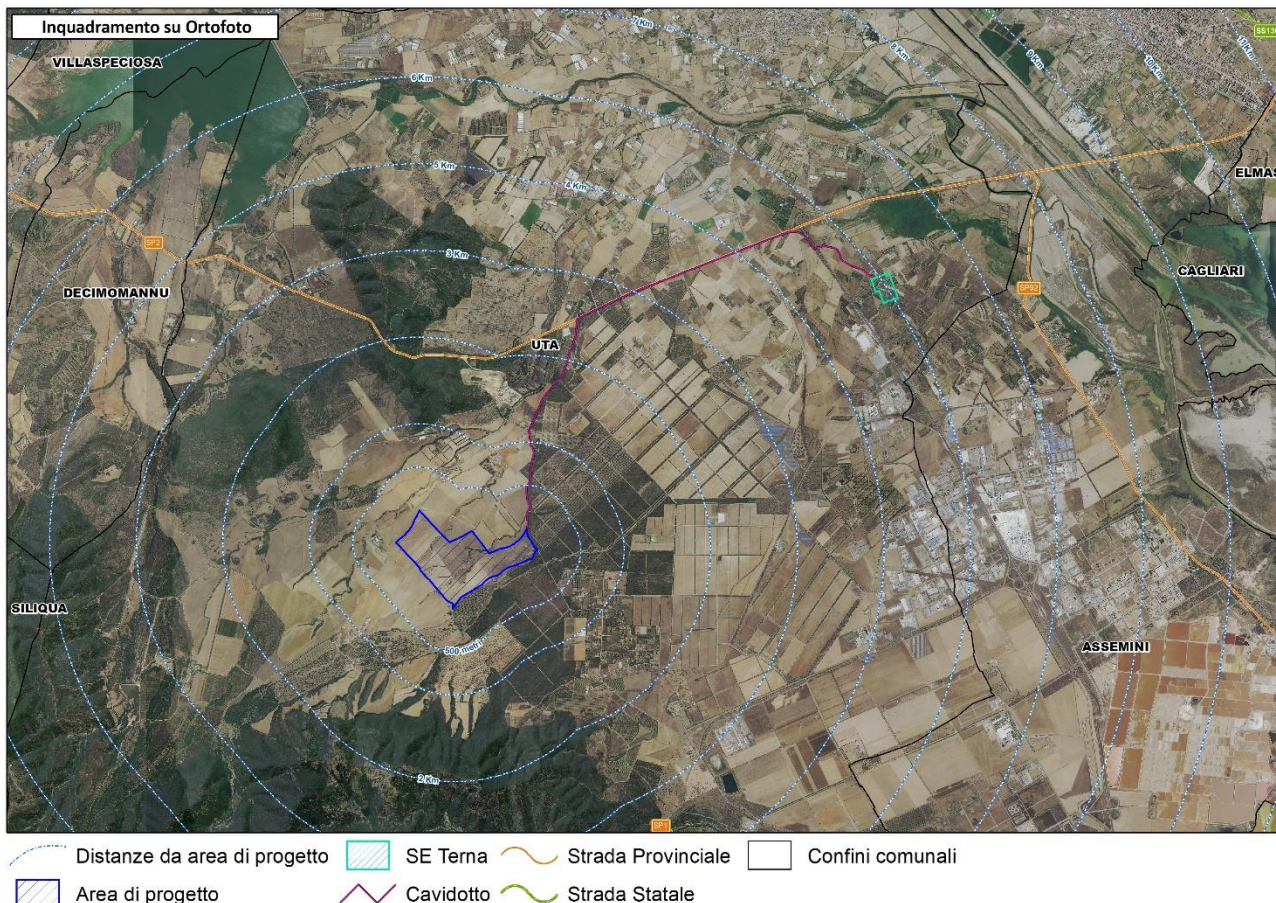 Inquadramento su Ortofoto
7 Km
8 Km
9 Km
10 Km
11 Km
SS130
VILLASPECIOSA
6 Km
5 Km
4 Km
ELMAS
SP2
3 Km
CAGLIARI
DECIMOMANNU
SP92
UTA
SILIQUA
500 metri
ASSEMINI
2 Km
SP1
Distanze da area di progetto
SE Terna
Strada Provinciale
Confini comunali
Area di progetto
Cavidotto
Strada Statale